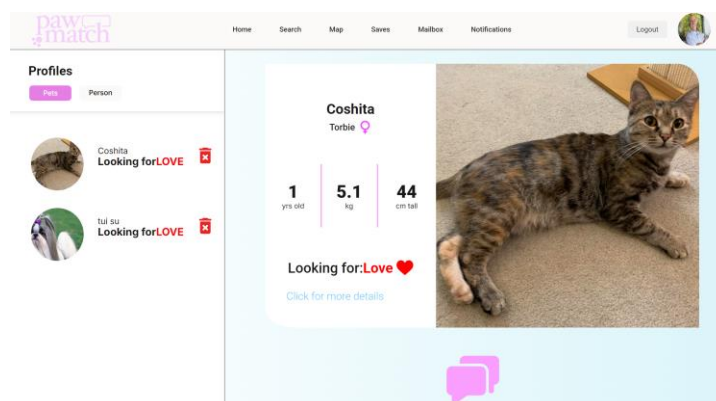 paw
match
Home Search Map Saves Mailbox Notifications Logout
Profiles
Pets Person
Coshita
Looking forLOVE
tui su
Looking forLOVE
Coshita
Torbie
1 5.1 44
yrs old kg cm tall
Looking for:Love
Click for more details